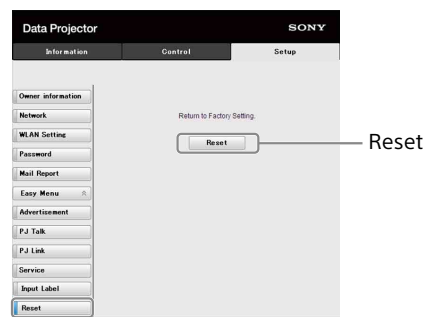 Data Projector
SONY
Information
Control
Setup
Owner information
Network
WLAN Setting
Password
Mail Report
Easy Menu
Advertisement
PJ Talk
PJ Link
Service
Input Label
Reset
Return to Factory Setting.
Reset
Reset